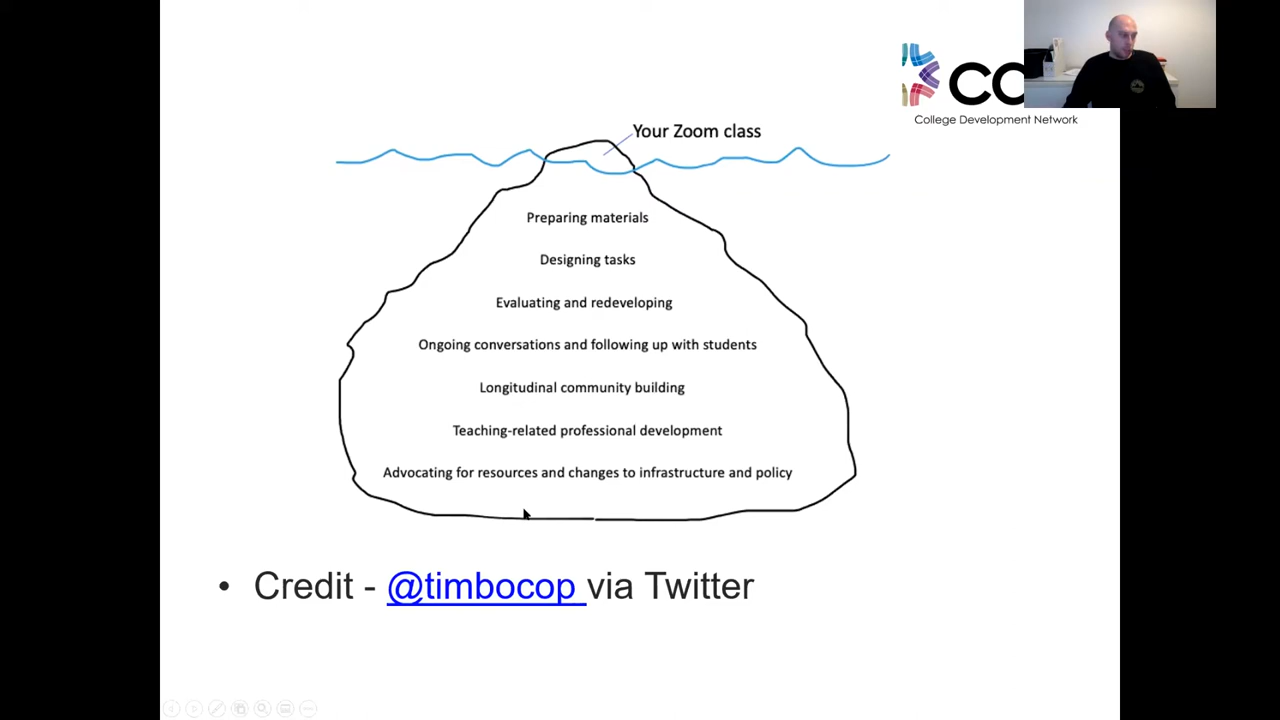 CO
College Development Network
Your Zoom class
Preparing materials
Designing tasks
Evaluating and redeveloping
Ongoing conversations and following up with students
Longitudinal community building
Teaching-related professional development
Advocating for resources and changes to infrastructure and policy
• Credit - @timbocop via Twitter